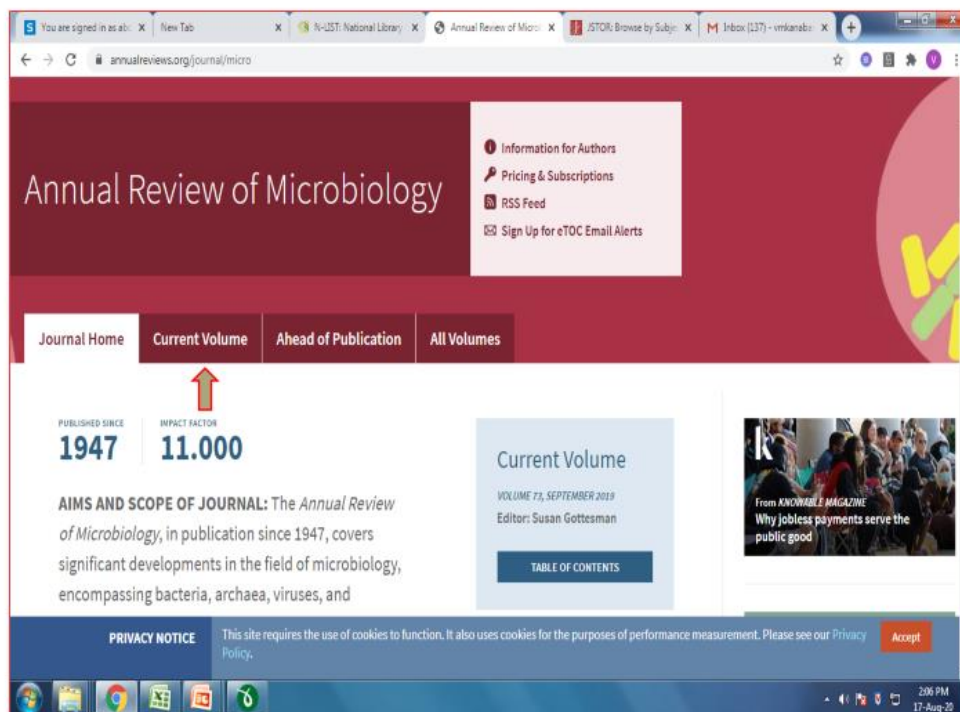 You are signed in as abc
New Tab
N-LIST: National Library
Annual Review of Micro
JSTOR: Browse by Subje
Inbox (137) - vmkanaba
annualreviews.org/journal/micro
V
Annual Review of Microbiology
Information for Authors
Pricing & Subscriptions
RSS Feed
Sign Up for eTOC Email Alerts
Journal Home
Current Volume
Ahead of Publication
All Volumes
PUBLISHED SINCE
1947
IMPACT FACTOR
11.000
AIMS AND SCOPE OF JOURNAL: The Annual Review
of Microbiology, in publication since 1947, covers
significant developments in the field of microbiology,
encompassing bacteria, archaea, viruses, and
Current Volume
VOLUME 73, SEPTEMBER 2019
Editor: Susan Gottesman
TABLE OF CONTENTS
k
From KNOWABLE MAGAZINE
Why jobless payments serve the
public good
PRIVACY NOTICE
This site requires the use of cookies to function. It also uses cookies for the purposes of performance measurement. Please see our Privacy
Policy.
Accept
2:06 PM
17-Aug-20